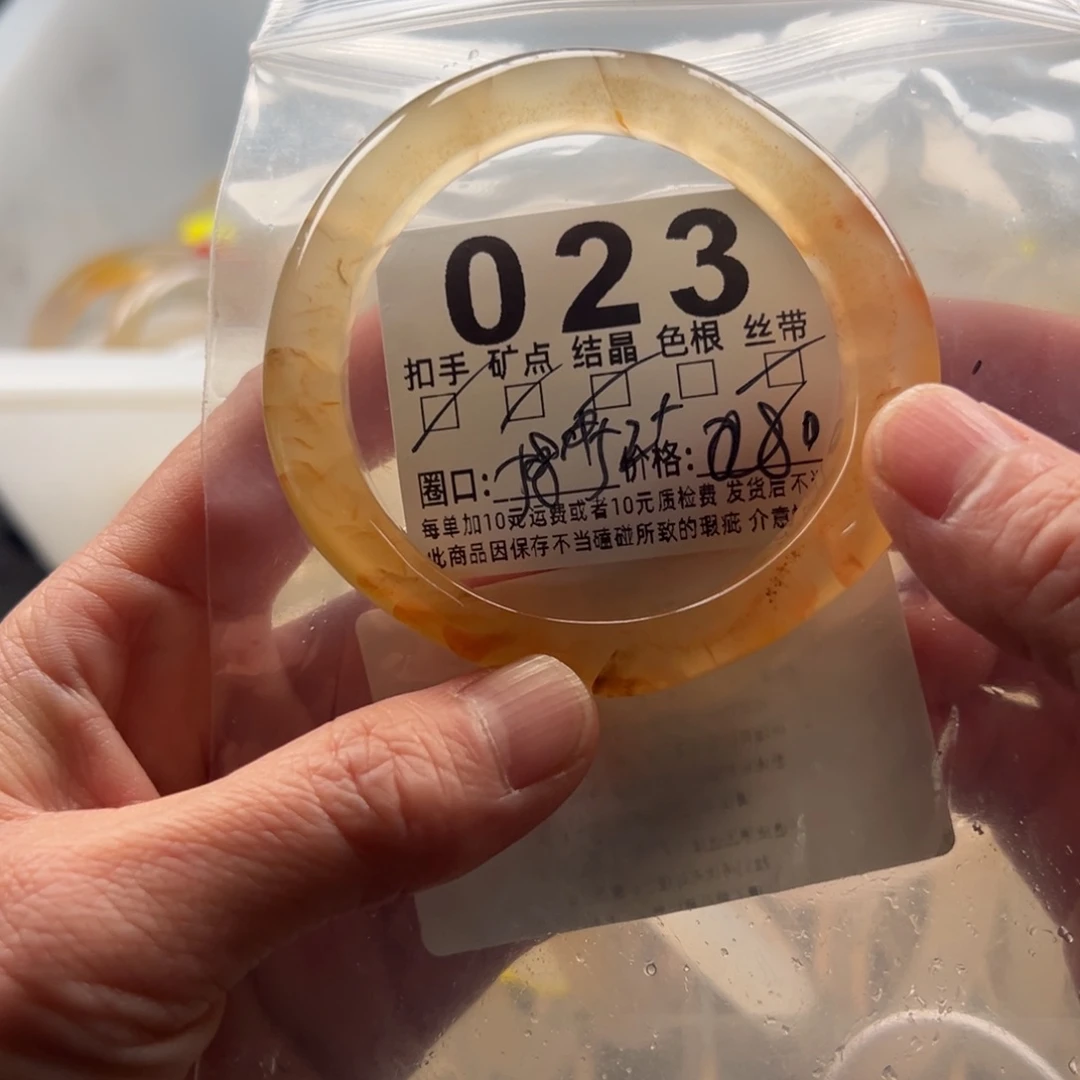 023
扣手 矿点 结晶 色根 丝带
圈口: 58 价格: 280
每单加10元运费或者10元质检费 发货后不
此商品因保存不当磕碰所致的瑕疵 介意